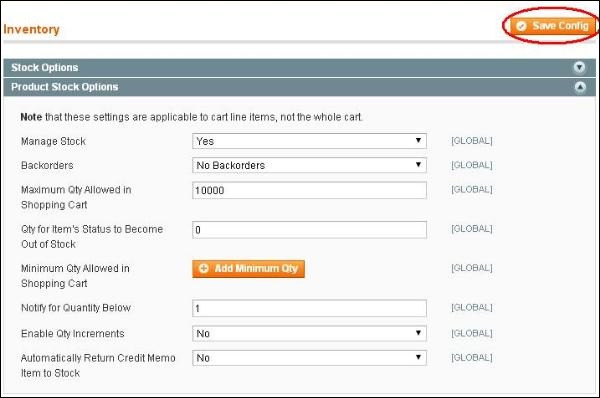 Inventory
Save Config
Stock Options
Product Stock Options
Note that these settings are applicable to cart line items, not the whole cart.
Manage Stock Yes [GLOBAL]
Backorders No Backorders [GLOBAL]
Maximum Qty Allowed in 10000 [GLOBAL]
Shopping Cart
Qty for Item's Status to Become 0 [GLOBAL]
Out of Stock
Minimum Qty Allowed in Add Minimum Qty [GLOBAL]
Shopping Cart
Notify for Quantity Below 1 [GLOBAL]
Enable Qty Increments No [GLOBAL]
Automatically Return Credit Memo No [GLOBAL]
Item to Stock